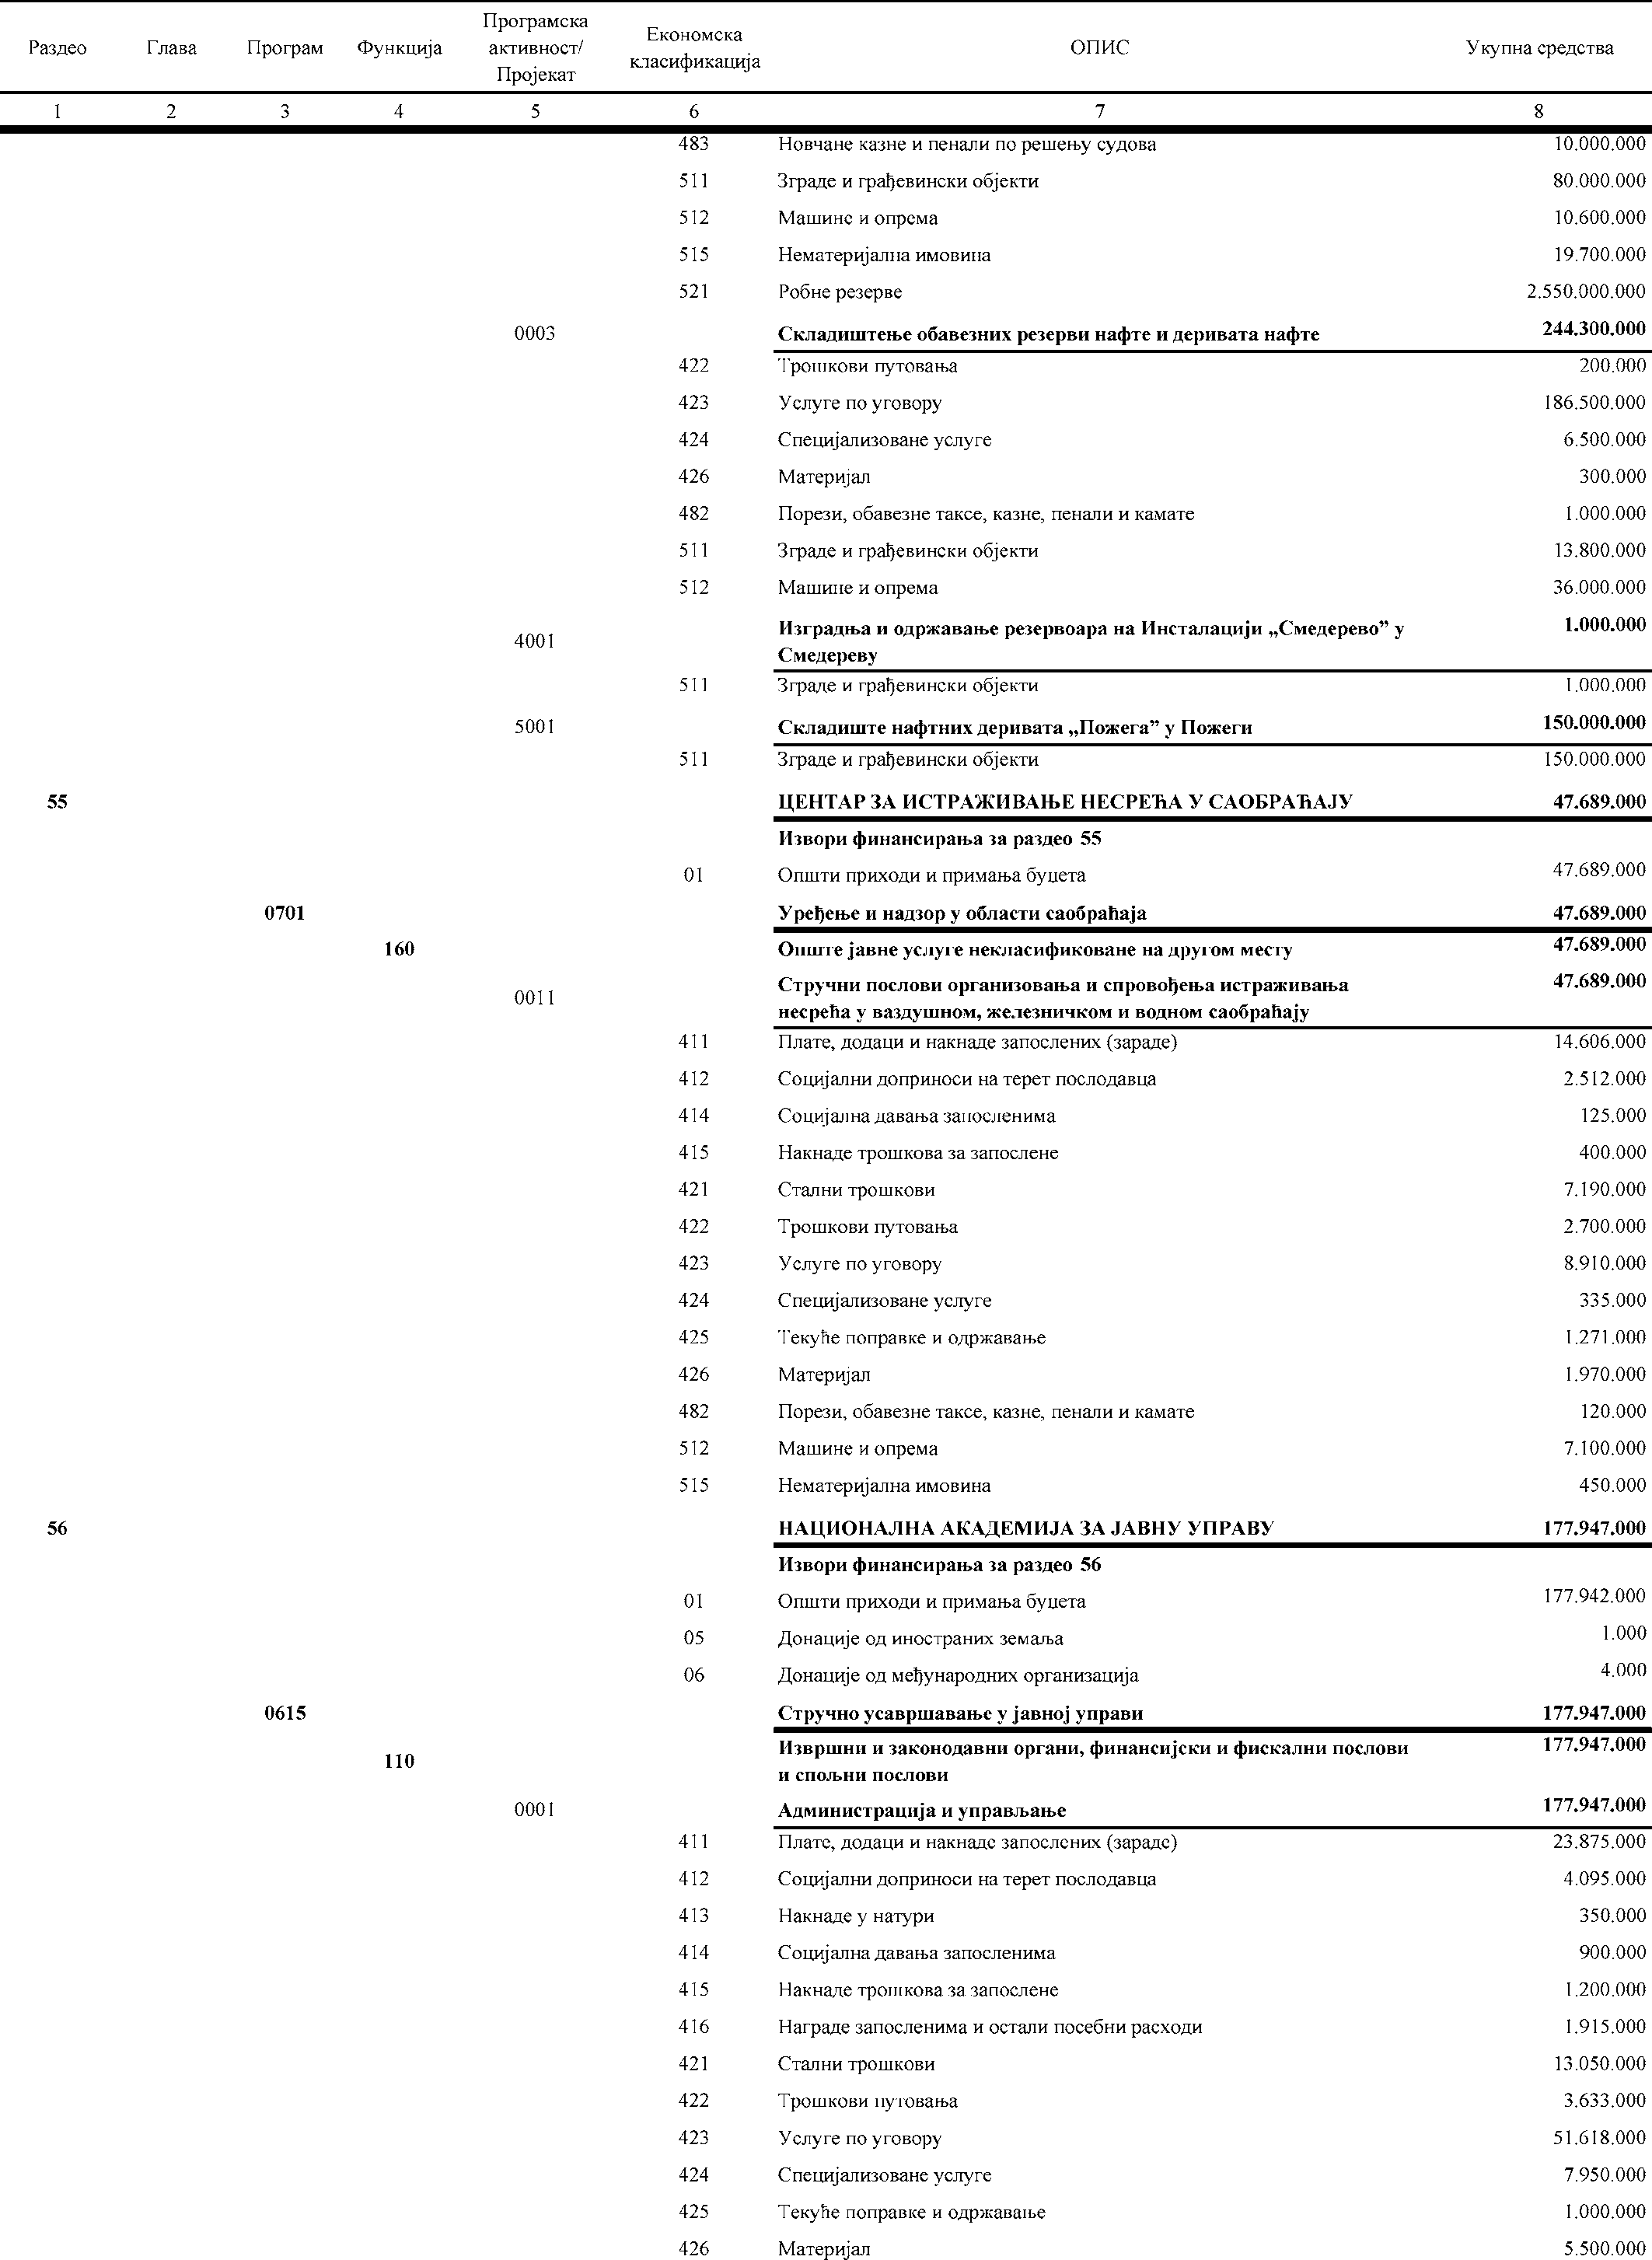 Раздео Глава Програм Функција Програмска активност/ Пројекат Економска класификација ОПИС Укупна средства
1 2 3 4 5 6 7 8
483 Новчане казне и пенали по решењу судова 10.000.000
511 Зграде и грађевински објекти 80.000.000
512 Машине и опрема 10.600.000
515 Нематеријална имовина 19.700.000
521 Робне резерве 2.550.000.000
0003 Складиштење обавезних резерви нафте и деривата нафте 244.300.000
422 Трошкови путовања 200.000
423 Услуге по уговору 186.500.000
424 Специјализоване услуге 6.500.000
426 Материјал 300.000
482 Порези, обавезне таксе, казне, пенали и камате 1.000.000
511 Зграде и грађевински објекти 13.800.000
512 Машине и опрема 36.000.000
4001 Изградња и одржавање резервоара на Инсталацији „Смедерево” у 1.000.000
Смедереву
511 Зграде и грађевински објекти 1.000.000
5001 Складиште нафтних деривата „Пожега” у Пожеги 150.000.000
511 Зграде и грађевински објекти 150.000.000
55 ЦЕНТАР ЗА ИСТРАЖИВАЊЕ НЕСРЕЋА У САОБРАЋАЈУ 47.689.000
Извори финансирања за раздео 55
01 Општи приходи и примања буџета 47.689.000
0701 Уређење и надзор у области саобраћаја 47.689.000
160 Опште јавне услуге некласификоване на другом месту 47.689.000
0011 Стручни послови организовања и спровођења истраживања 47.689.000
несрећа у ваздушном, железничком и водном саобраћају
411 Плате, додаци и накнаде запослених (зараде) 14.606.000
412 Социјални доприноси на терет послодавца 2.512.000
414 Социјална давања запосленима 125.000
415 Накнаде трошкова за запослене 400.000
421 Стални трошкови 7.190.000
422 Трошкови путовања 2.700.000
423 Услуге по уговору 8.910.000
424 Специјализоване услуге 335.000
425 Текуће поправке и одржавање 1.271.000
426 Материјал 1.970.000
482 Порези, обавезне таксе, казне, пенали и камате 120.000
512 Машине и опрема 7.100.000
515 Нематеријална имовина 450.000
56 НАЦИОНАЛНА АКАДЕМИЈА ЗА ЈАВНУ УПРАВУ 177.947.000
Извори финансирања за раздео 56
01 Општи приходи и примања буџета 177.942.000
05 Донације од иностраних земаља 1.000
06 Донације од међународних организација 4.000
0615 Стручно усавршавање у јавној управи 177.947.000
110 Извршни и законодавни органи, финансијски и фискални послови 177.947.000
и спољни послови
0001 Администрација и управљање 177.947.000
411 Плате, додаци и накнаде запослених (зараде) 23.875.000
412 Социјални доприноси на терет послодавца 4.095.000
413 Накнаде у натури 350.000
414 Социјална давања запосленима 900.000
415 Накнаде трошкова за запослене 1.200.000
416 Награде запосленима и остали посебни расходи 1.915.000
421 Стални трошкови 13.050.000
422 Трошкови путовања 3.633.000
423 Услуге по уговору 51.618.000
424 Специјализоване услуге 7.950.000
425 Текуће поправке и одржавање 1.000.000
426 Материјал 5.500.000